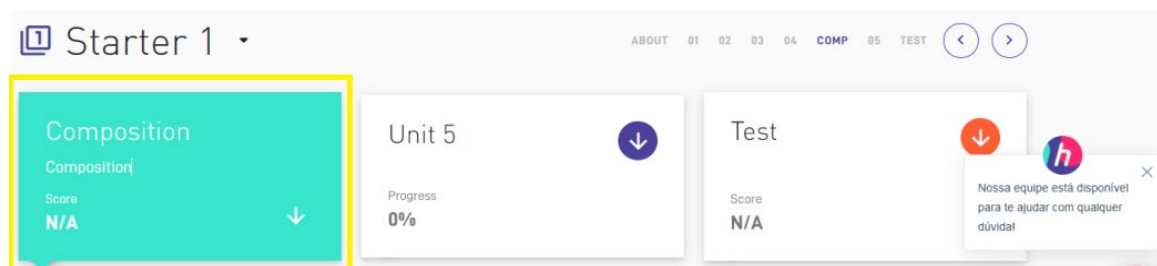 1 Starter 1
ABOUT 01 02 03 04 COMP 05 TEST
Composition
Composition
Score
N/A
Unit 5
Progress
0%
Test
Score
N/A
h
Nossa equipe está disponível
para te ajudar com qualquer
dúvida!